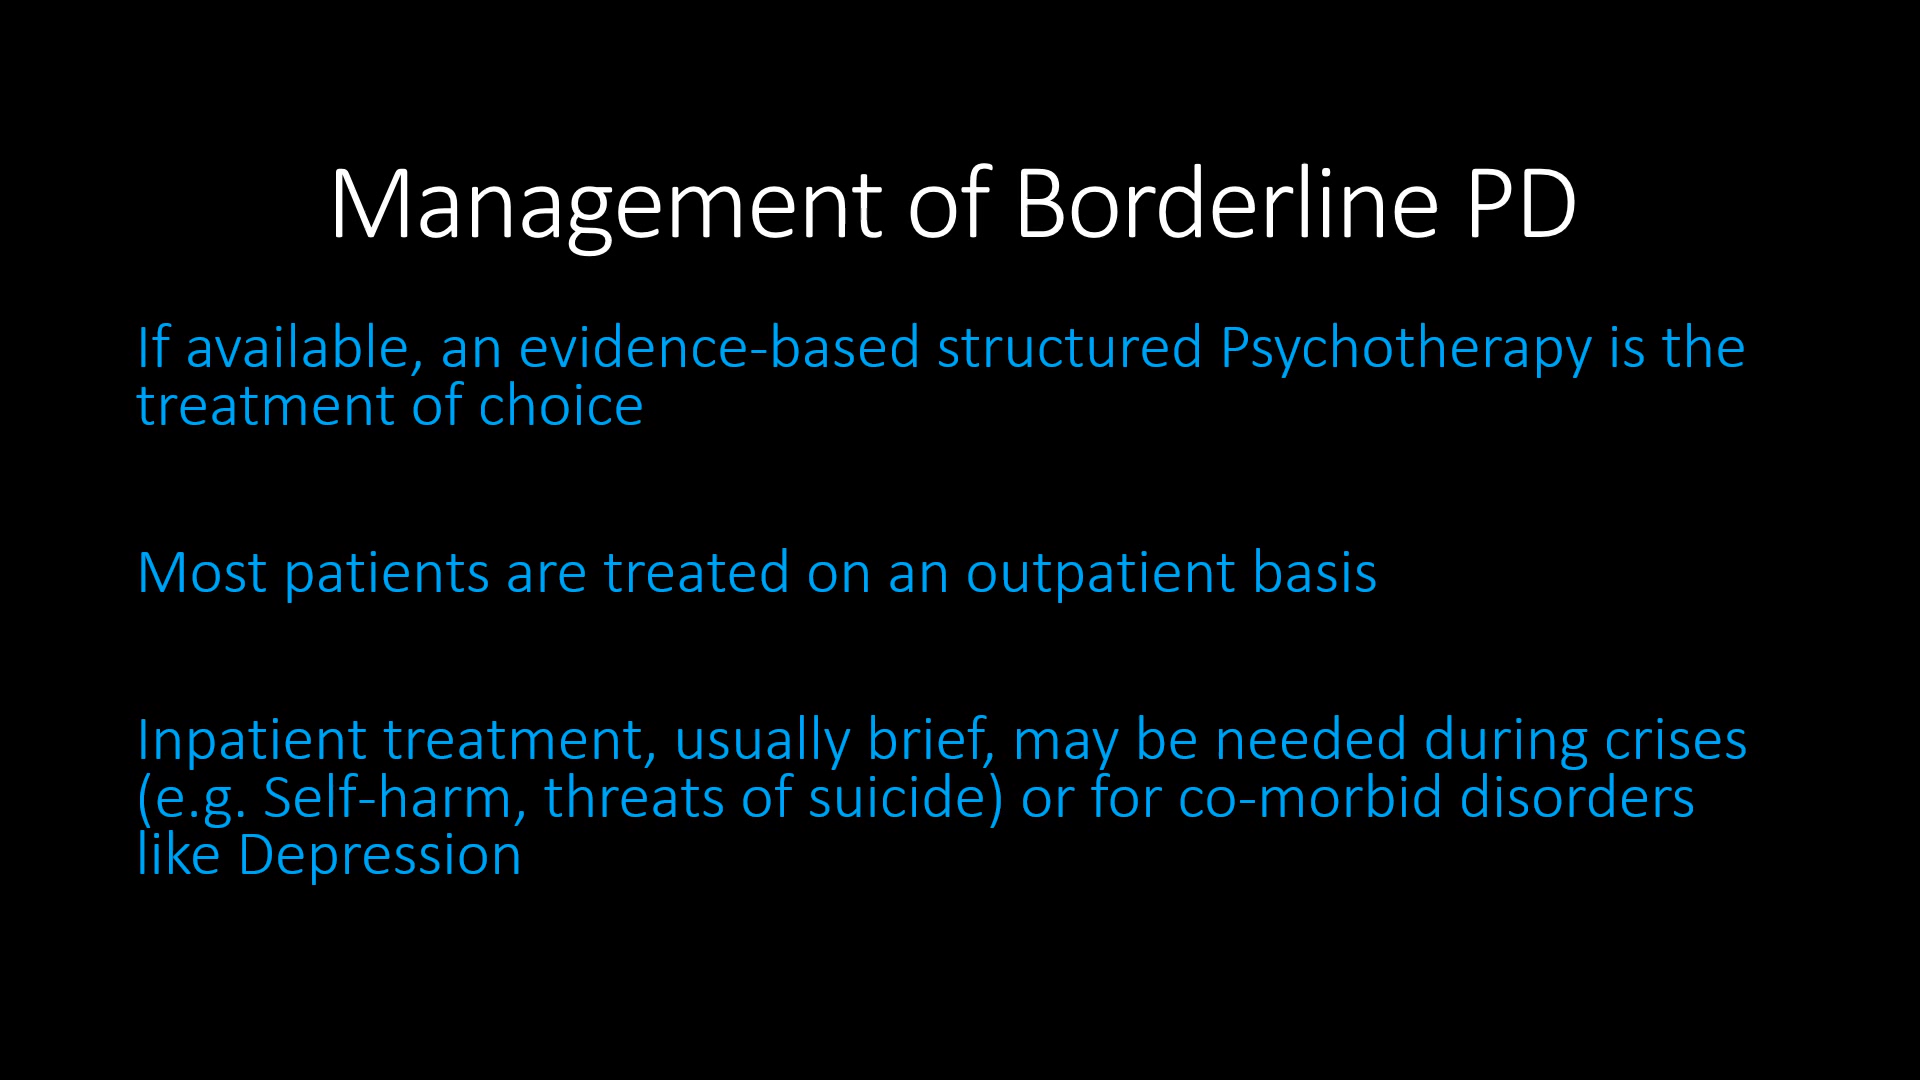 Management of Borderline PD
If available, an evidence-based structured Psychotherapy is the
treatment of choice
Most patients are treated on an outpatient basis
Inpatient treatment, usually brief, may be needed during crises
(e.g. Self-harm, threats of suicide) or for co-morbid disorders
like Depression